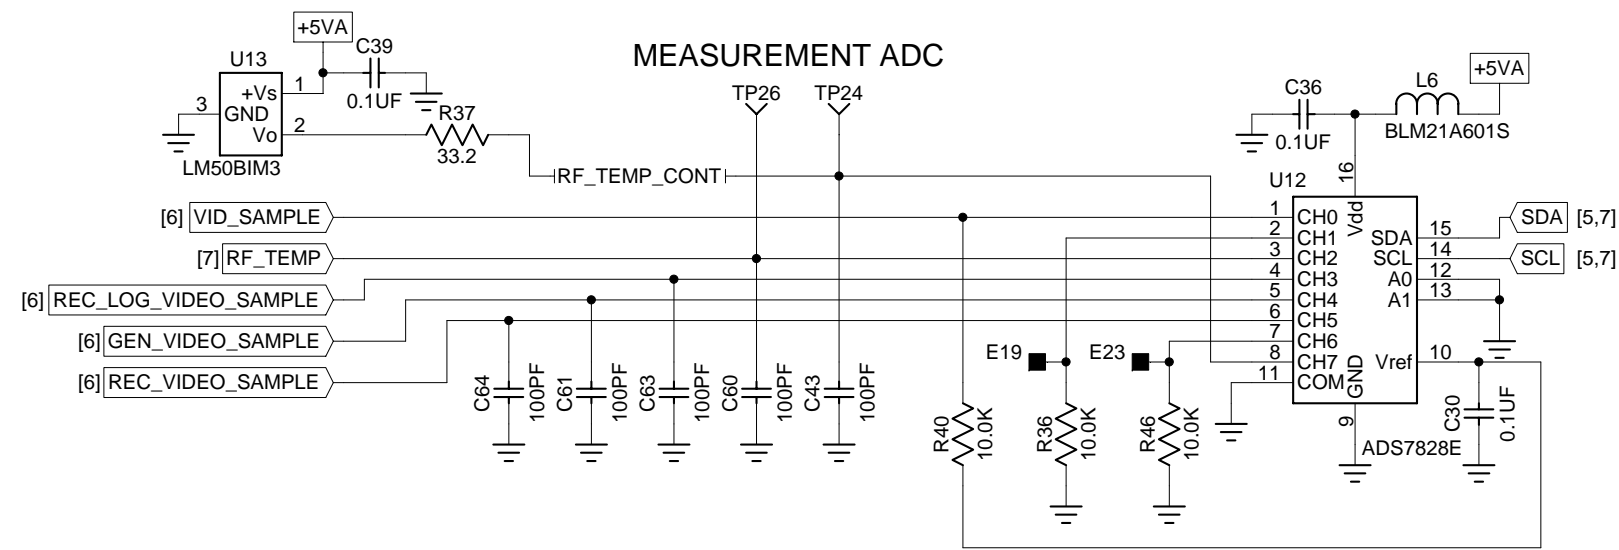 MEASUREMENT ADC
+5VA
U13
C39
0.1UF
+Vs
GND
Vo
1
2
3
LM50BIM3
R37
33.2
TP26
TP24
RF_TEMP_CONT
C36
0.1UF
L6
BLM21A601S
+5VA
[6] VID_SAMPLE
[7] RF_TEMP
[6] REC_LOG_VIDEO_SAMPLE
[6] GEN_VIDEO_SAMPLE
[6] REC_VIDEO_SAMPLE
C64
100PF
C61
100PF
C63
100PF
C60
100PF
C43
100PF
R40
10.0K
E19
R36
10.0K
E23
R46
10.0K
U12
16
Vdd
1 CH0
2 CH1
3 CH2
4 CH3
5 CH4
6 CH5
7 CH6
8 CH7
11 COM
GND
9
SDA 15
SCL 14
A0 12
A1 13
Vref 10
ADS7828E
SDA [5,7]
SCL [5,7]
C30
0.1UF